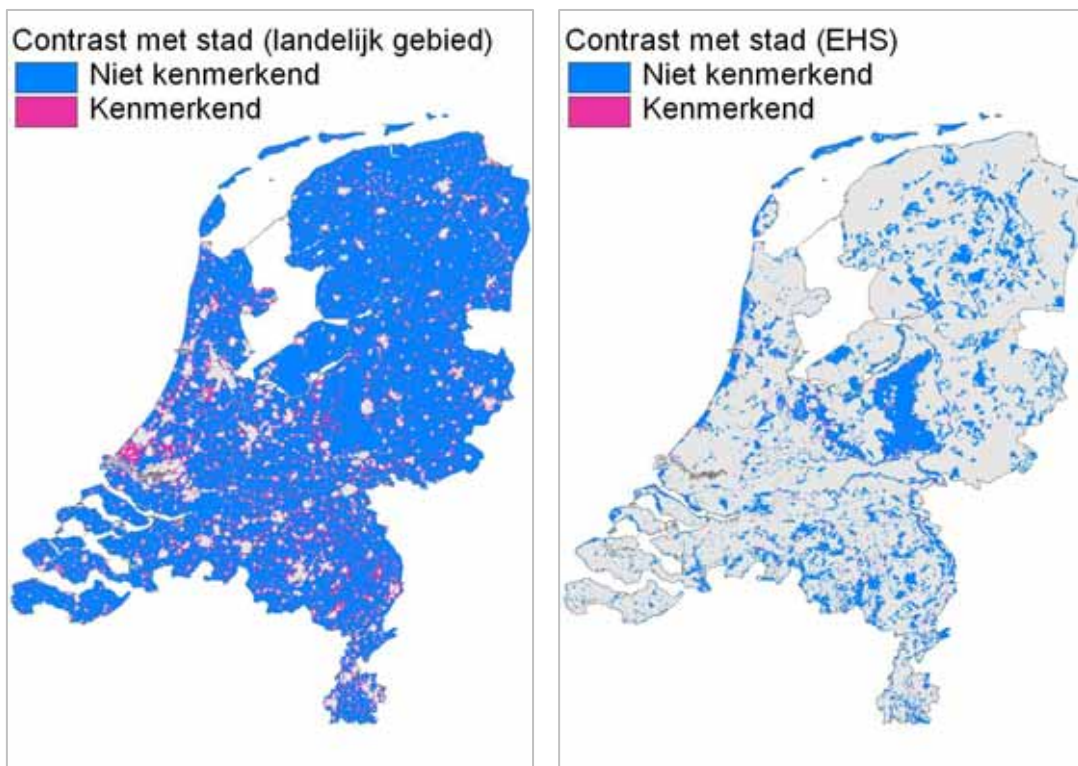 Contrast met stad (landelijk gebied)
Niet kenmerkend
Kenmerkend
Contrast met stad (EHS)
Niet kenmerkend
Kenmerkend